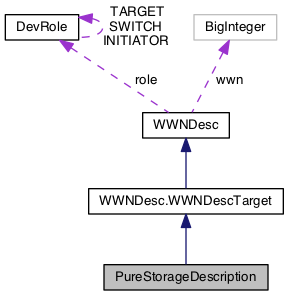 TARGET
SWITCH
INITIATOR
DevRole
BigInteger
role
wwn
WWNDesc
WWNDesc.WWNDescTarget
PureStorageDescription